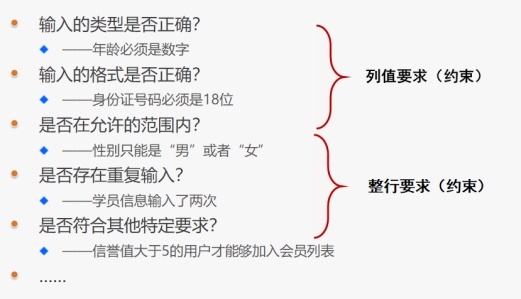 输入的类型是否正确?
——年龄必须是数字
输入的格式是否正确?
——身份证号码必须是18位
是否在允许的范围内?
——性别只能是“男”或者“女”
是否存在重复输入?
——学员信息输入了两次
是否符合其他特定要求?
——信誉值大于5的用户才能够加入会员列表
......
列值要求（约束）
整行要求（约束）